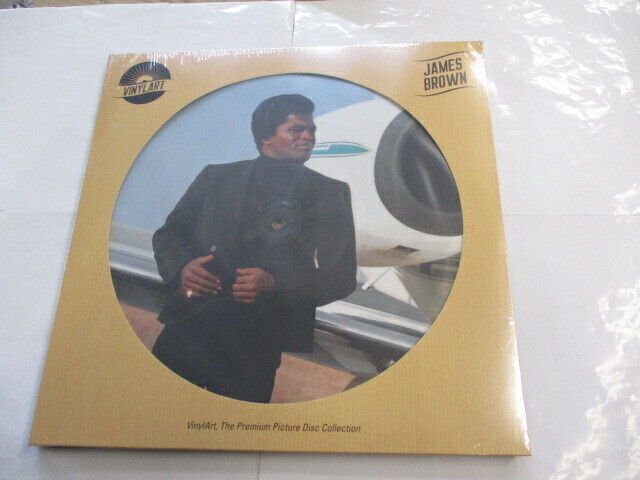 VINYLART
JAMES
BROWN
VinylArt, The Premium Picture Disc Collection